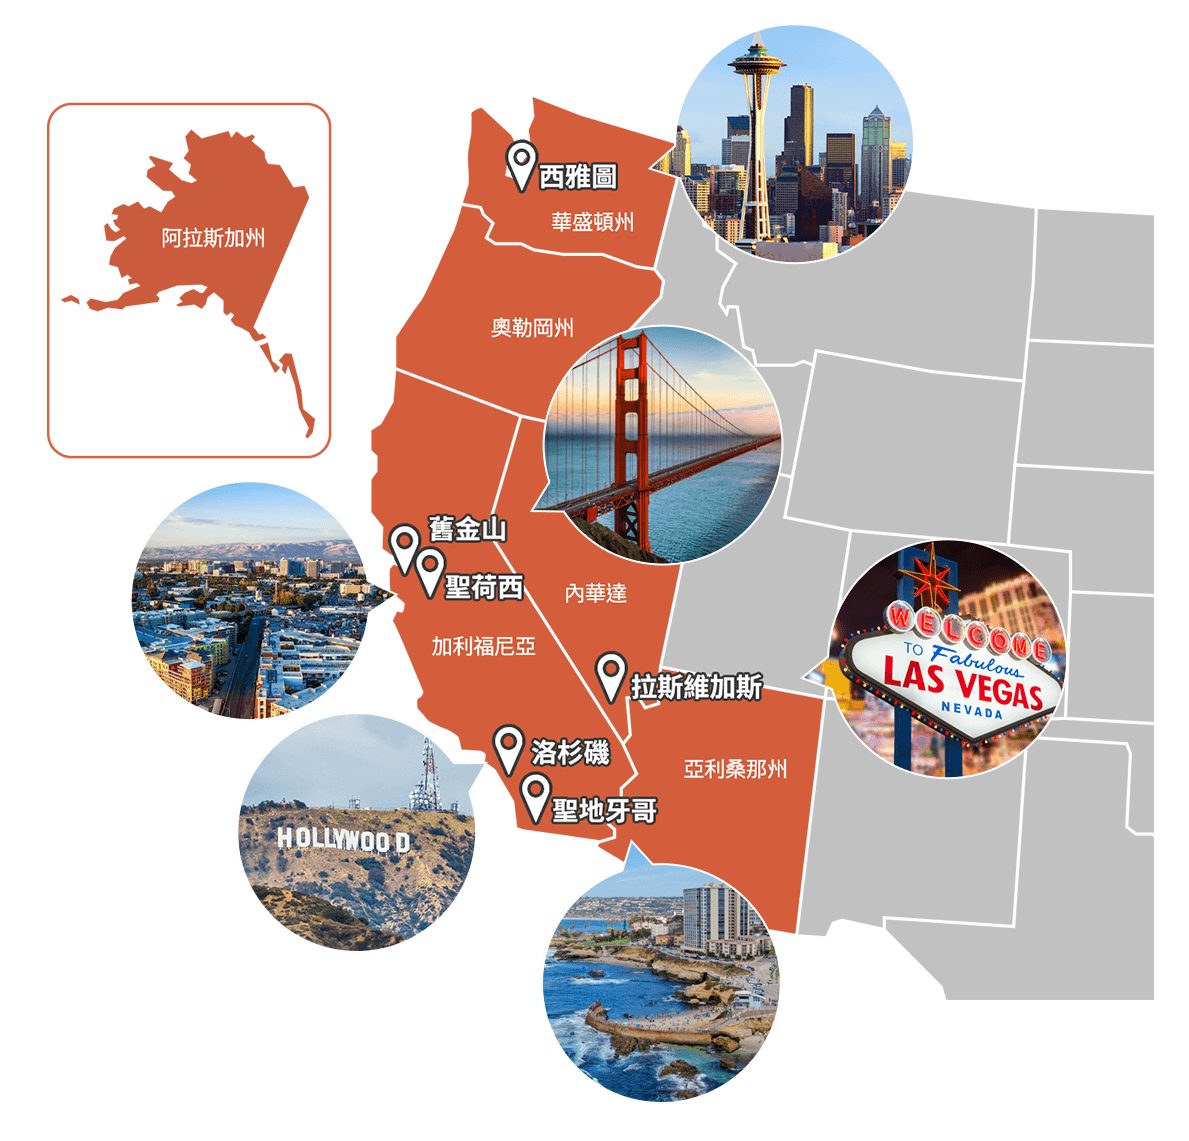 西雅圖
華盛頓州
阿拉斯加州
奧勒岡州
舊金山
聖荷西
內華達
加利福尼亞
WELCOME
TO Fabulous
LAS VEGAS
NEVADA
拉斯維加斯
洛杉磯
亞利桑那州
聖地牙哥
HOLLYWOOD